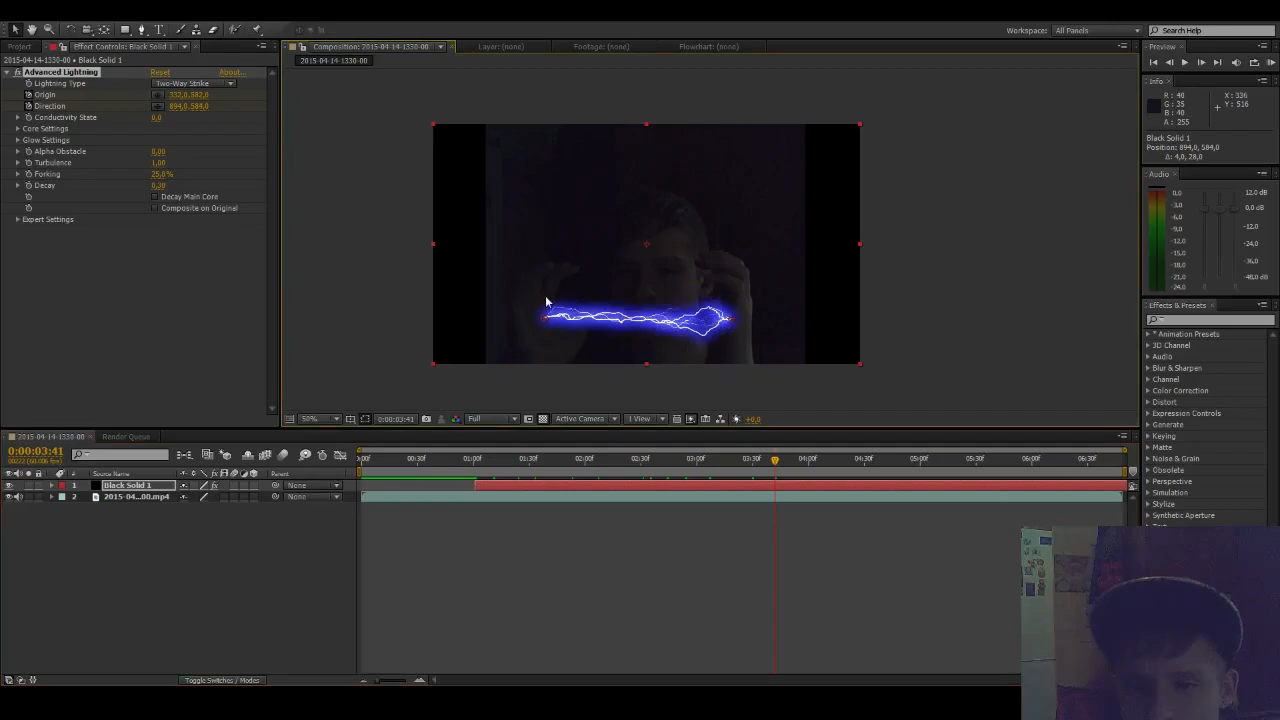 Workspace: All Panels
Search Help
Project
Effect Controls: Black Solid 1
Composition: 2015-04-14-1330-00
Layer: (none)
Footage: (none)
Flowchart: (none)
Preview
2015-04-14-1330-00 • Black Solid 1
2015-04-14-1330-00
Advanced Lightning Reset About...
Lightning Type Two-Way Strike
Origin 332,0,582,0
Direction 894,0,584,0
Conductivity State 0,0
Core Settings
Glow Settings
Alpha Obstacle 0,00
Turbulence 1,00
Forking 25,0%
Decay 0,30
Decay Main Core
Composite on Original
Expert Settings
Info
R : 40
G : 35
B : 40
A : 255
X : 336
Y : 516
Black Solid 1
Position: 894,0, 584,0
Δ: 4,0, 28,0
Audio
0,0
-3,0
-6,0
-9,0
-12,0
-15,0
-18,0
-21,0
-24,0
12,0 dB
0,0 dB
-12,0
-24,0
-36,0
-48,0 dB
Effects & Presets
* Animation Presets
3D Channel
Audio
Blur & Sharpen
Channel
Color Correction
Distort
Expression Controls
Generate
Keying
Matte
Noise & Grain
Obsolete
Perspective
Simulation
Stylize
Synthetic Aperture
50% 0:00:03:41 Full Active Camera 1 View +0,0
2015-04-14-1330-00 Render Queue
0:00:03:41
00222 (60.006 fps)
01:00f 01:30f 02:00f 02:30f 03:00f 03:30f 04:00f 04:30f 05:00f 05:30f 06:00f 06:30f
# Source Name Parent
1 Black Solid 1 None
2 2015-04...00.mp4 None
Toggle Switches / Modes